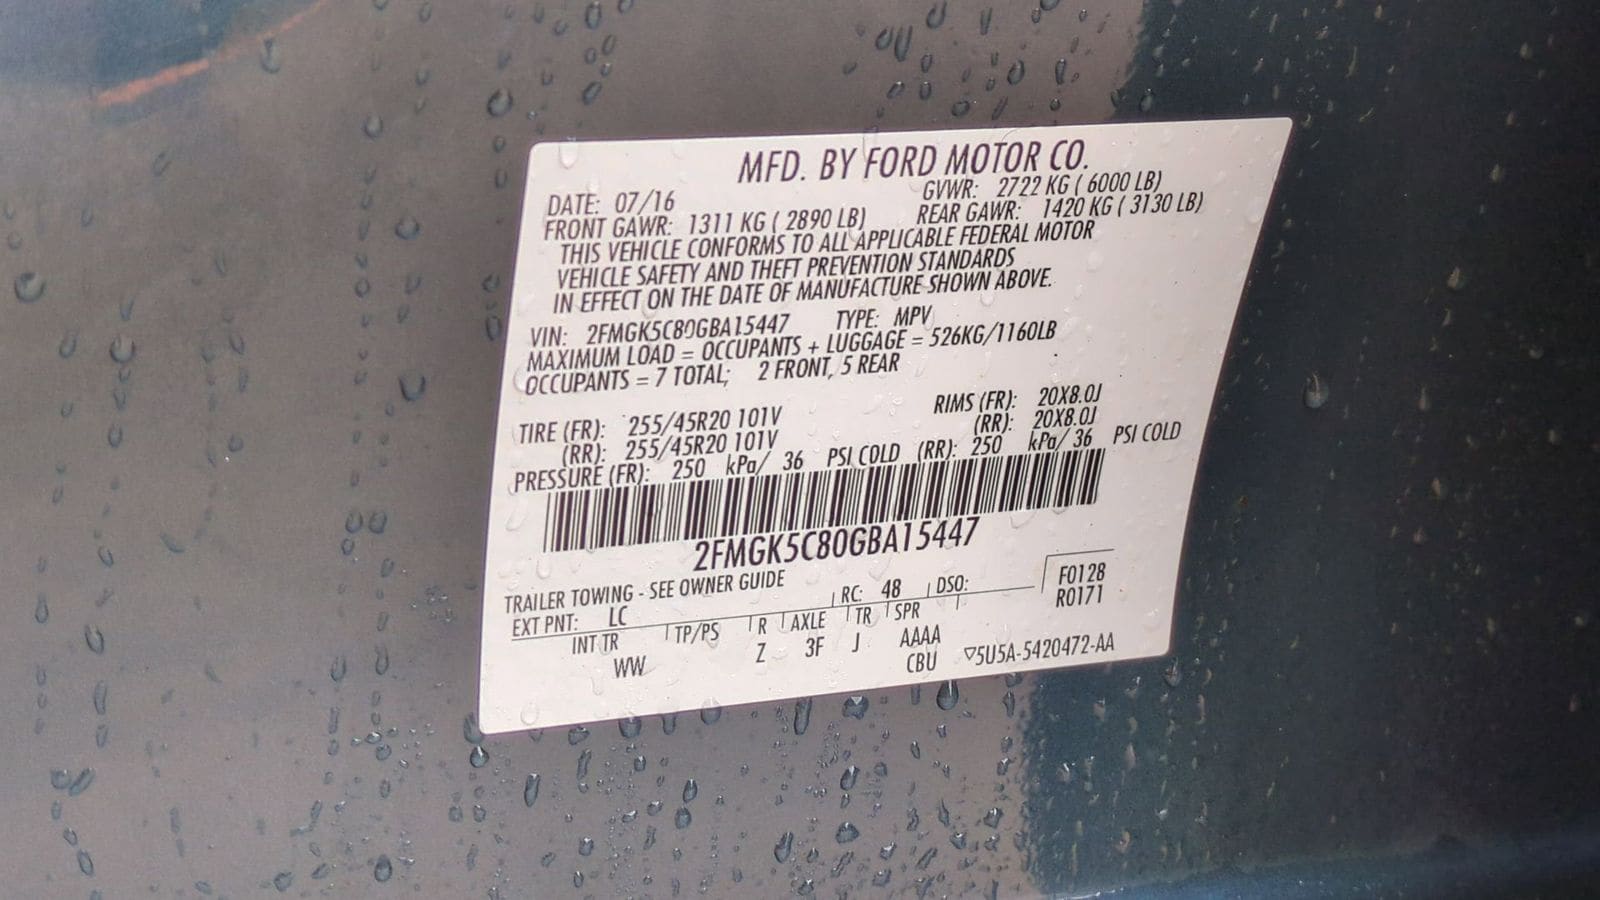 MFD. BY FORD MOTOR CO.
DATE: 07/16 GVWR: 2722 KG ( 6000 LB)
FRONT GAWR: 1311 KG ( 2890 LB) REAR GAWR: 1420 KG ( 3130 LB)
THIS VEHICLE CONFORMS TO ALL APPLICABLE FEDERAL MOTOR
VEHICLE SAFETY AND THEFT PREVENTION STANDARDS
IN EFFECT ON THE DATE OF MANUFACTURE SHOWN ABOVE.
VIN: 2FMGK5C80GBA15447 TYPE: MPV
MAXIMUM LOAD = OCCUPANTS + LUGGAGE = 526KG/1160LB
OCCUPANTS = 7 TOTAL; 2 FRONT, 5 REAR
TIRE (FR): 255/45R20 101V RIMS (FR): 20X8.0J
(RR): 255/45R20 101V (RR): 20X8.0J
PRESSURE (FR): 250 kPa/ 36 PSI COLD (RR): 250 kPa/ 36 PSI COLD
2FMGK5C80GBA15447
TRAILER TOWING - SEE OWNER GUIDE
EXT PNT: LC RC: 48 DSO: F0128
R0171
INT TR TP/PS R AXLE TR SPR
WW Z 3F J AAAA
CBU ▽5U5A-5420472-AA